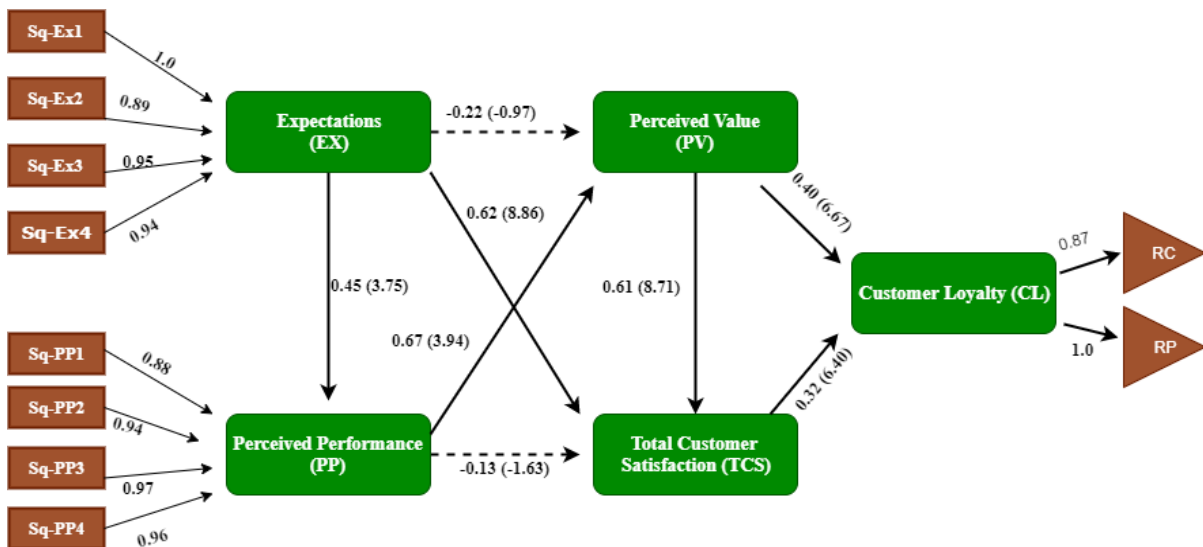 Sq-Ex1
1.0
Sq-Ex2
0.89
Sq-Ex3
0.95
Sq-Ex4
0.94
Expectations
(EX)
-0.22 (-0.97)
Perceived Value
(PV)
0.62 (8.86)
0.40 (6.67)
0.45 (3.75)
0.61 (8.71)
0.67 (3.94)
Customer Loyalty (CL)
0.87
RC
1.0
RP
0.32 (6.40)
Sq-PP1
0.88
Sq-PP2
0.94
Sq-PP3
0.97
Sq-PP4
0.96
Perceived Performance
(PP)
-0.13 (-1.63)
Total Customer
Satisfaction (TCS)